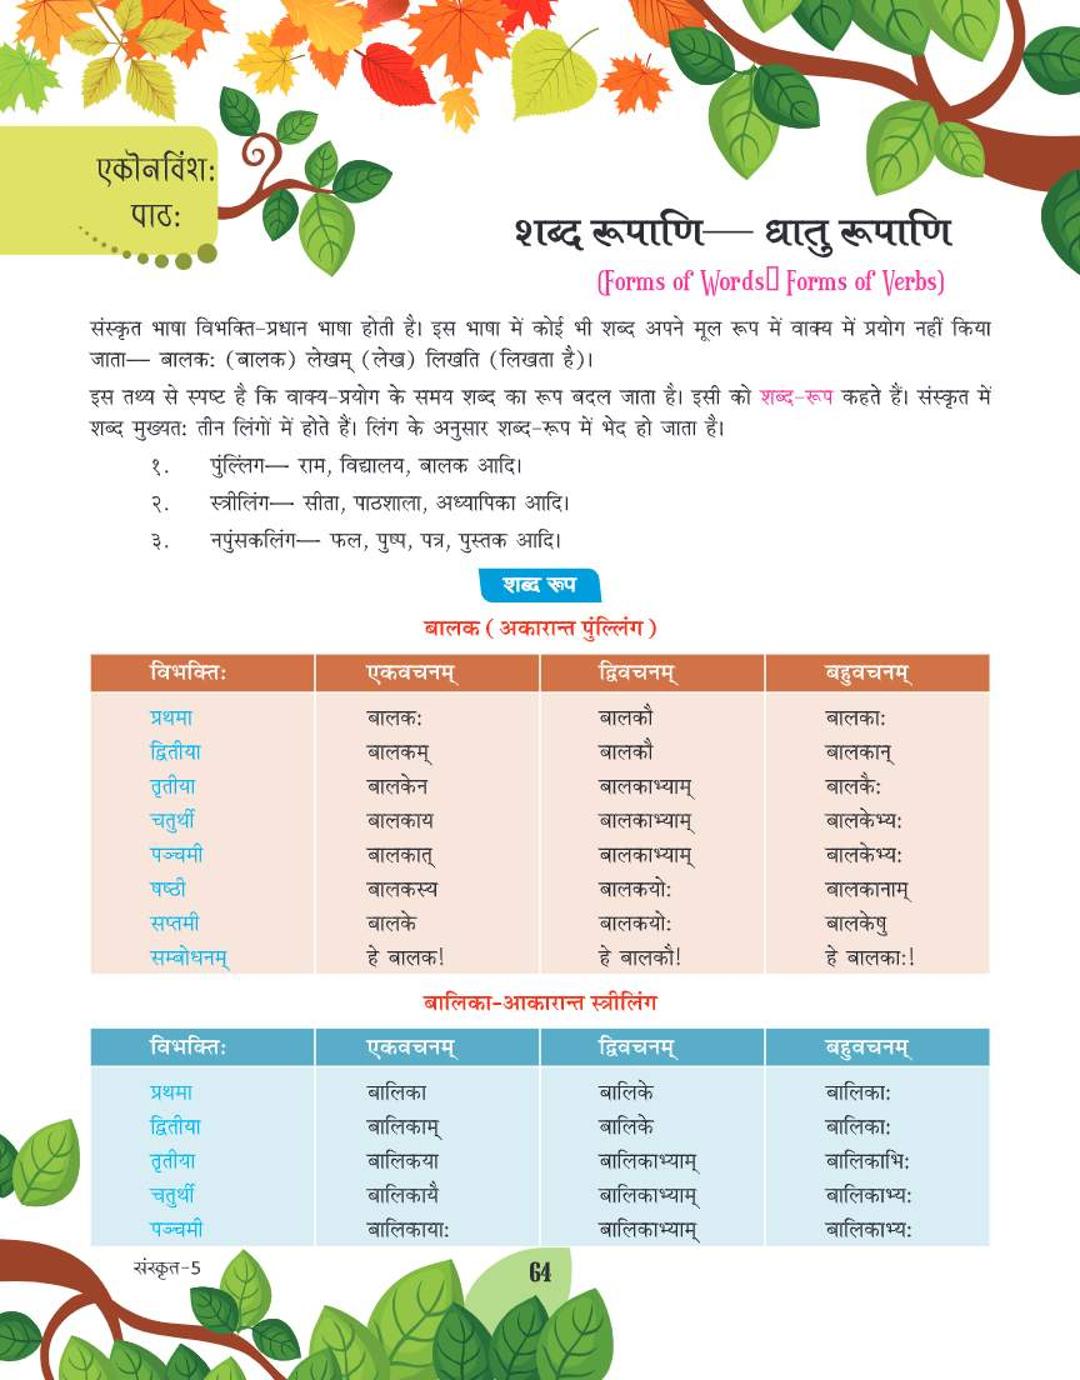 एकौनविंश:
पाठ:
शब्द रूपाणि— धातु रूपाणि
(Forms of Words Forms of Verbs)
संस्कृत भाषा विभक्ति-प्रधान भाषा होती है। इस भाषा में कोई भी शब्द अपने मूल रूप में वाक्य में प्रयोग नहीं किया
जाता— बालक: (बालक) लेखम् (लेख) लिखति (लिखता है)।
इस तथ्य से स्पष्ट है कि वाक्य-प्रयोग के समय शब्द का रूप बदल जाता है। इसी को शब्द-रूप कहते हैं। संस्कृत में
शब्द मुख्यत: तीन लिंगों में होते हैं। लिंग के अनुसार शब्द-रूप में भेद हो जाता है।
१. पुंल्लिंग— राम, विद्यालय, बालक आदि।
२. स्त्रीलिंग— सीता, पाठशाला, अध्यापिका आदि।
३. नपुंसकलिंग— फल, पुष्प, पत्र, पुस्तक आदि।
शब्द रूप
बालक ( अकारान्त पुंल्लिंग )
विभक्ति: एकवचनम् द्विवचनम् बहुवचनम्
प्रथमा बालक: बालकौ बालका:
द्वितीया बालकम् बालकौ बालकान्
तृतीया बालकेन बालकाभ्याम् बालकै:
चतुर्थी बालकाय बालकाभ्याम् बालकेभ्य:
पञ्चमी बालकात् बालकाभ्याम् बालकेभ्य:
षष्ठी बालकस्य बालकयो: बालकानाम्
सप्तमी बालके बालकयो: बालकेषु
सम्बोधनम् हे बालक! हे बालकौ! हे बालका:!
बालिका-आकारान्त स्त्रीलिंग
विभक्ति: एकवचनम् द्विवचनम् बहुवचनम्
प्रथमा बालिका बालिके बालिका:
द्वितीया बालिकाम् बालिके बालिका:
तृतीया बालिकया बालिकाभ्याम् बालिकाभि:
चतुर्थी बालिकायै बालिकाभ्याम् बालिकाभ्य:
पञ्चमी बालिकाया: बालिकाभ्याम् बालिकाभ्य:
संस्कृत-5
64